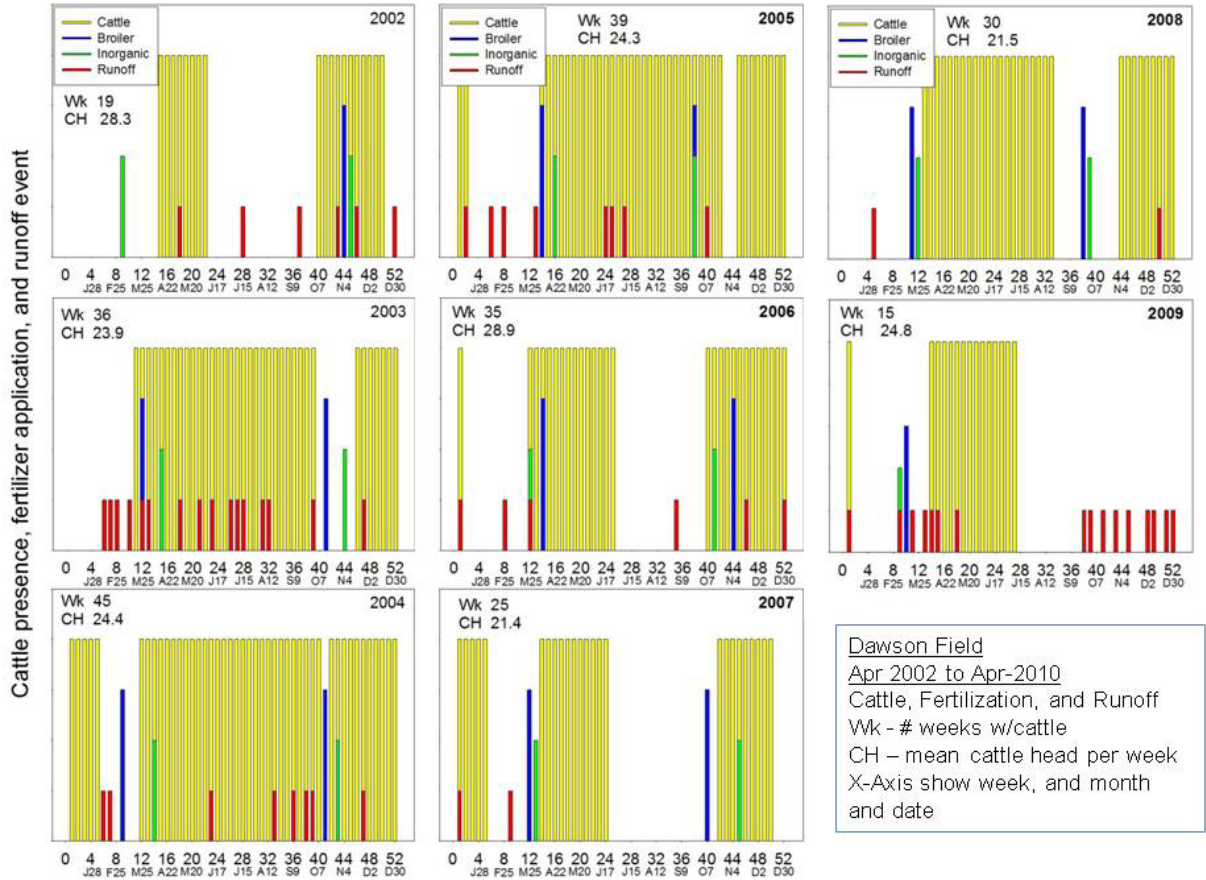 Cattle presence, fertilizer application, and runoff event
Cattle
Broiler
Inorganic
Runoff
2002
Wk 19
CH 28.3
0 4 8 12 16 20 24 28 32 36 40 44 48 52
J28 F25 M25 A22 M20 J17 J15 A12 S9 O7 N4 D2 D30
Cattle
Broiler
Inorganic
Runoff
Wk 39
CH 24.3
2005
0 4 8 12 16 20 24 28 32 36 40 44 48 52
J28 F25 M25 A22 M20 J17 J15 A12 S9 O7 N4 D2 D30
Cattle
Broiler
Inorganic
Runoff
Wk 30
CH 21.5
2008
0 4 8 12 16 20 24 28 32 36 40 44 48 52
J28 F25 M25 A22 M20 J17 J15 A12 S9 O7 N4 D2 D30
Wk 36
CH 23.9
2003
0 4 8 12 16 20 24 28 32 36 40 44 48 52
J28 F25 M25 A22 M20 J17 J15 A12 S9 O7 N4 D2 D30
Wk 35
CH 28.9
2006
0 4 8 12 16 20 24 28 32 36 40 44 48 52
J28 F25 M25 A22 M20 J17 J15 A12 S9 O7 N4 D2 D30
Wk 15
CH 24.8
2009
0 4 8 12 16 20 24 28 32 36 40 44 48 52
J28 F25 M25 A22 M20 J17 J15 A12 S9 O7 N4 D2 D30
Wk 45
CH 24.4
2004
0 4 8 12 16 20 24 28 32 36 40 44 48 52
J28 F25 M25 A22 M20 J17 J15 A12 S9 O7 N4 D2 D30
Wk 25
CH 21.4
2007
0 4 8 12 16 20 24 28 32 36 40 44 48 52
J28 F25 M25 A22 M20 J17 J15 A12 S9 O7 N4 D2 D30
Dawson Field
Apr 2002 to Apr-2010
Cattle, Fertilization, and Runoff
Wk - # weeks w/cattle
CH – mean cattle head per week
X-Axis show week, and month
and date